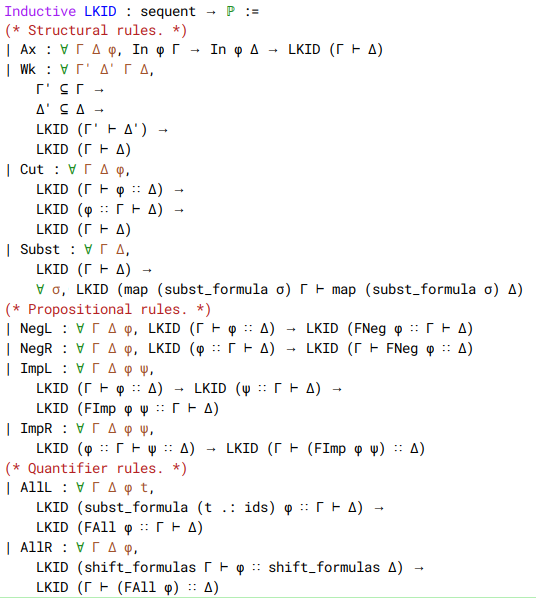 Inductive LKID : sequent → ℙ :=
(* Structural rules. *)
| Ax : ∀ Γ Δ φ, In φ Γ → In φ Δ → LKID (Γ ⊢ Δ)
| Wk : ∀ Γ' Δ' Γ Δ,
    Γ' ⊆ Γ →
    Δ' ⊆ Δ →
    LKID (Γ' ⊢ Δ') →
    LKID (Γ ⊢ Δ)
| Cut : ∀ Γ Δ φ,
    LKID (Γ ⊢ φ :: Δ) →
    LKID (φ :: Γ ⊢ Δ) →
    LKID (Γ ⊢ Δ)
| Subst : ∀ Γ Δ,
    LKID (Γ ⊢ Δ) →
    ∀ σ, LKID (map (subst_formula σ) Γ ⊢ map (subst_formula σ) Δ)
(* Propositional rules. *)
| NegL : ∀ Γ Δ φ, LKID (Γ ⊢ φ :: Δ) → LKID (FNeg φ :: Γ ⊢ Δ)
| NegR : ∀ Γ Δ φ, LKID (φ :: Γ ⊢ Δ) → LKID (Γ ⊢ FNeg φ :: Δ)
| ImpL : ∀ Γ Δ φ ψ,
    LKID (Γ ⊢ φ :: Δ) → LKID (ψ :: Γ ⊢ Δ) →
    LKID (FImp φ ψ :: Γ ⊢ Δ)
| ImpR : ∀ Γ Δ φ ψ,
    LKID (φ :: Γ ⊢ ψ :: Δ) → LKID (Γ ⊢ (FImp φ ψ) :: Δ)
(* Quantifier rules. *)
| AllL : ∀ Γ Δ φ t,
    LKID (subst_formula (t .: ids) φ :: Γ ⊢ Δ) →
    LKID (FAll φ :: Γ ⊢ Δ)
| AllR : ∀ Γ Δ φ,
    LKID (shift_formulas Γ ⊢ φ :: shift_formulas Δ) →
    LKID (Γ ⊢ (FAll φ) :: Δ)